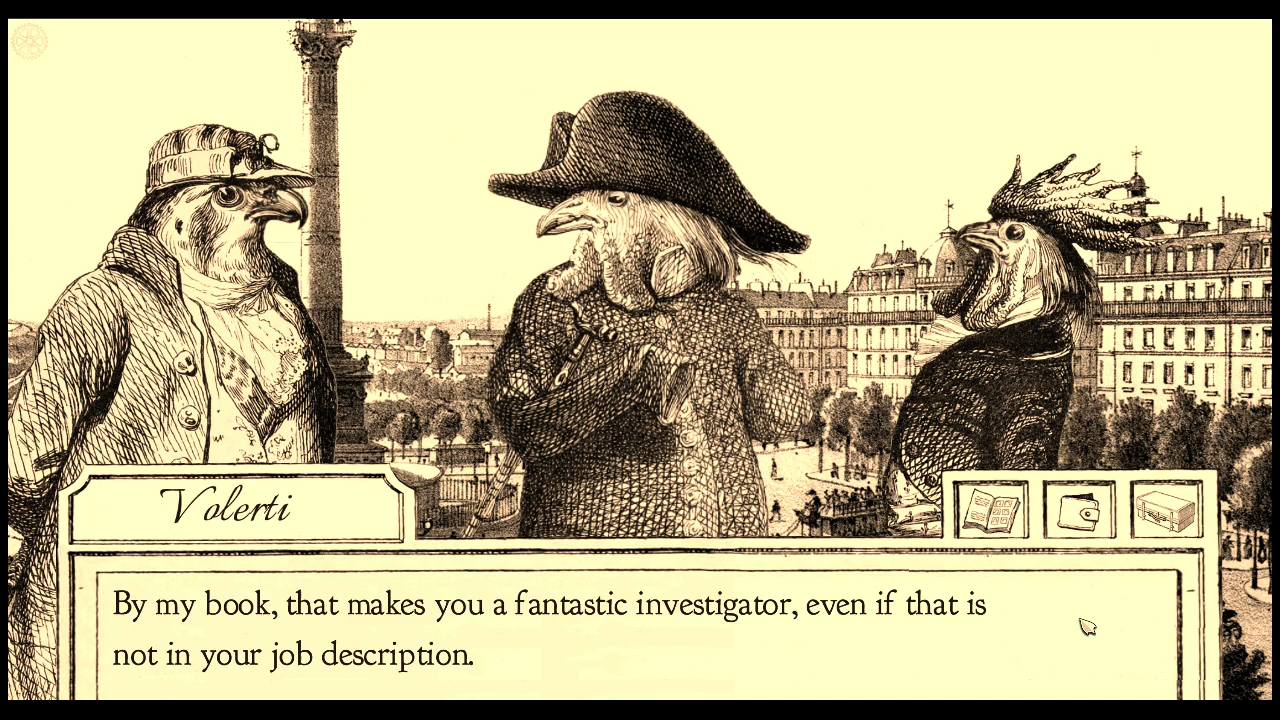 Volerti
By my book, that makes you a fantastic investigator, even if that is
not in your job description.